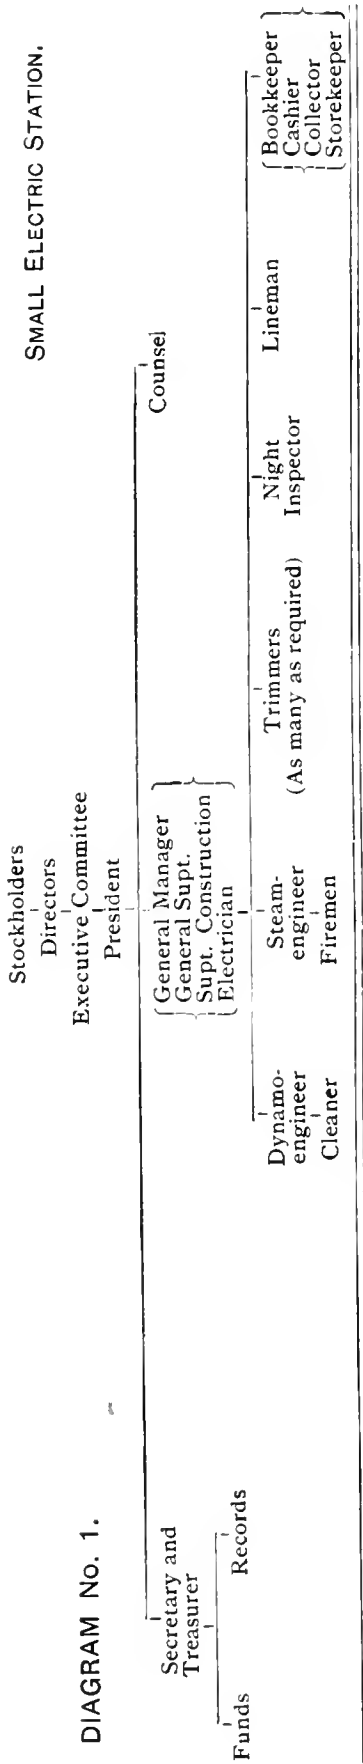 DIAGRAM No. 1.
SMALL ELECTRIC STATION.
Stockholders
Directors
Executive Committee
President
Secretary and
Treasurer
Funds
Records
General Manager
General Supt.
Supt. Construction
Electrician
Counsel
Dynamo-
engineer
Cleaner
Steam-
engineer
Firemen
Trimmers
(As many as required)
Night
Inspector
Lineman
Bookkeeper
Cashier
Collector
Storekeeper